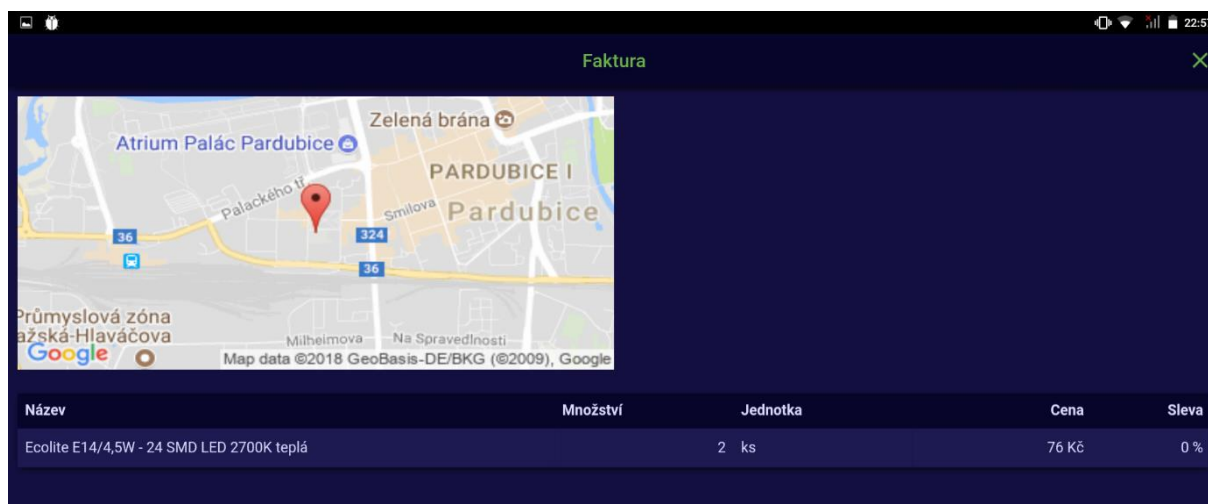 22:5
Faktura
Zelená brána
Atrium Palác Pardubice
PARDUBICE I
Palackého tř.
Smilova
Pardubice
36
324
36
Průmyslová zóna
ažská-Hlaváčova
Milheimova
Na Spravedlnosti
Google
Map data ©2018 GeoBasis-DE/BKG (©2009), Google
Název Množství Jednotka Cena Sleva
Ecolite E14/4,5W - 24 SMD LED 2700K teplá 2 ks 76 Kč 0 %